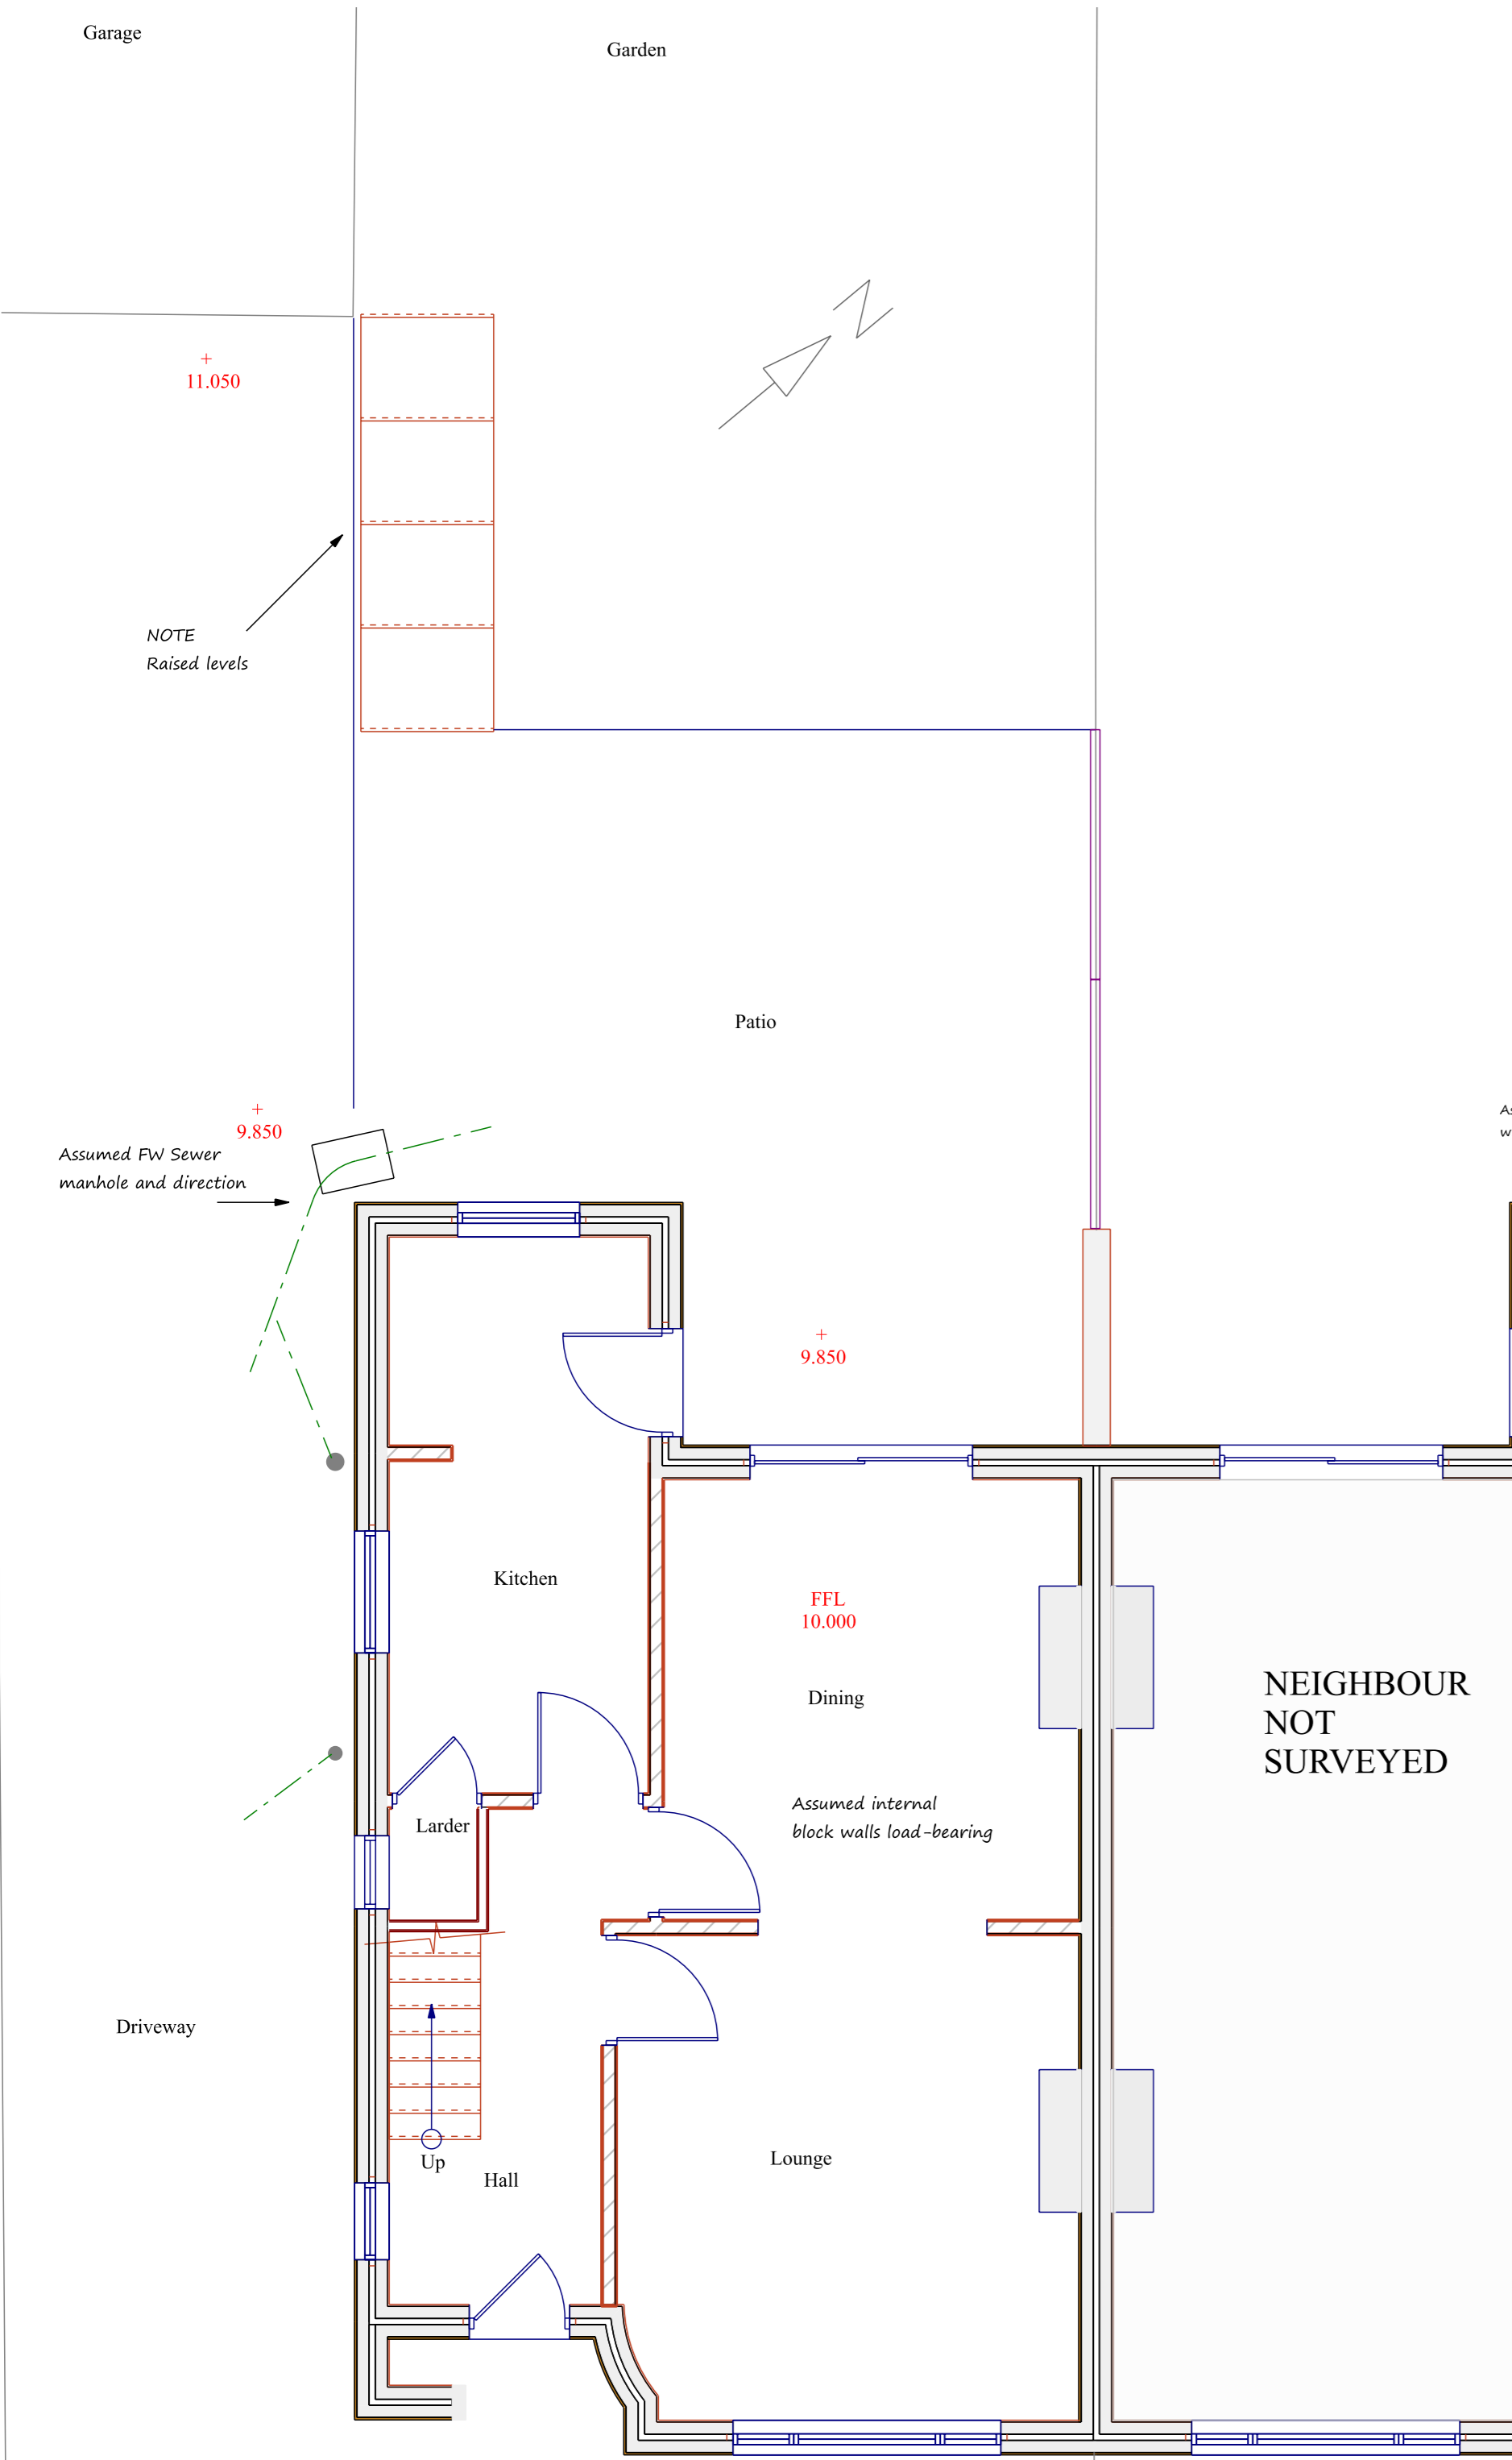 Garage
Garden
N
11.050
NOTE
Raised levels
Patio
9.850
Assumed FW Sewer
manhole and direction
9.850
Kitchen
FFL
10.000
NEIGHBOUR
NOT
SURVEYED
Dining
Assumed internal
block walls load-bearing
Larder
Driveway
Up
Hall
Lounge